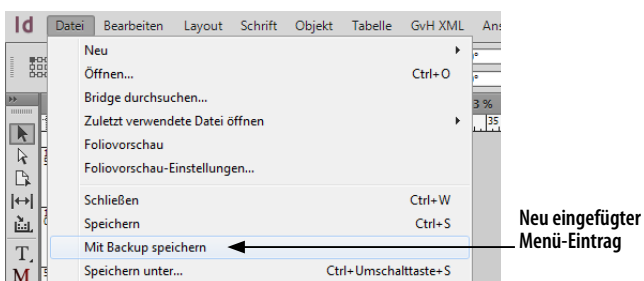 Id Datei Bearbeiten Layout Schrift Objekt Tabelle GvH XML
Neu
Öffnen... Ctrl+O
Bridge durchsuchen...
3 %
Zuletzt verwendete Datei öffnen
35
Foliovorschau
Foliovorschau-Einstellungen...
Schließen Ctrl+W
Speichern Ctrl+S
Mit Backup speichern
Neu eingefügter
Menü-Eintrag
Speichern unter... Ctrl+Umschalttaste+S